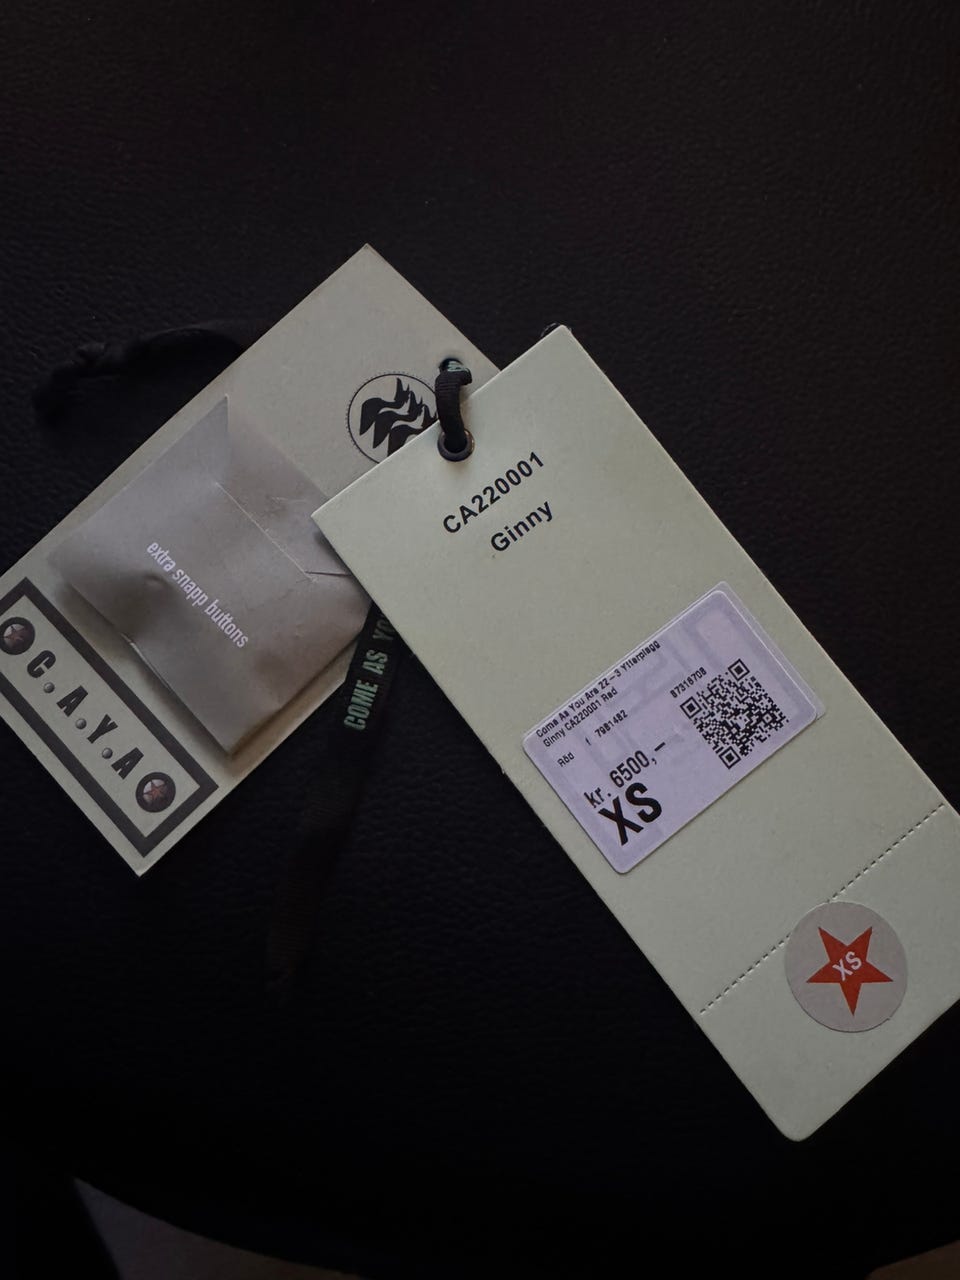 CA220001
Ginny
extra snapp buttons
C.A.Y.A
COME AS YO
Come As You Are 22-3 Ytterplagg
Ginny CA220001 Red
Röd ( 7981482
87316708
kr. 6500,-
XS
XS